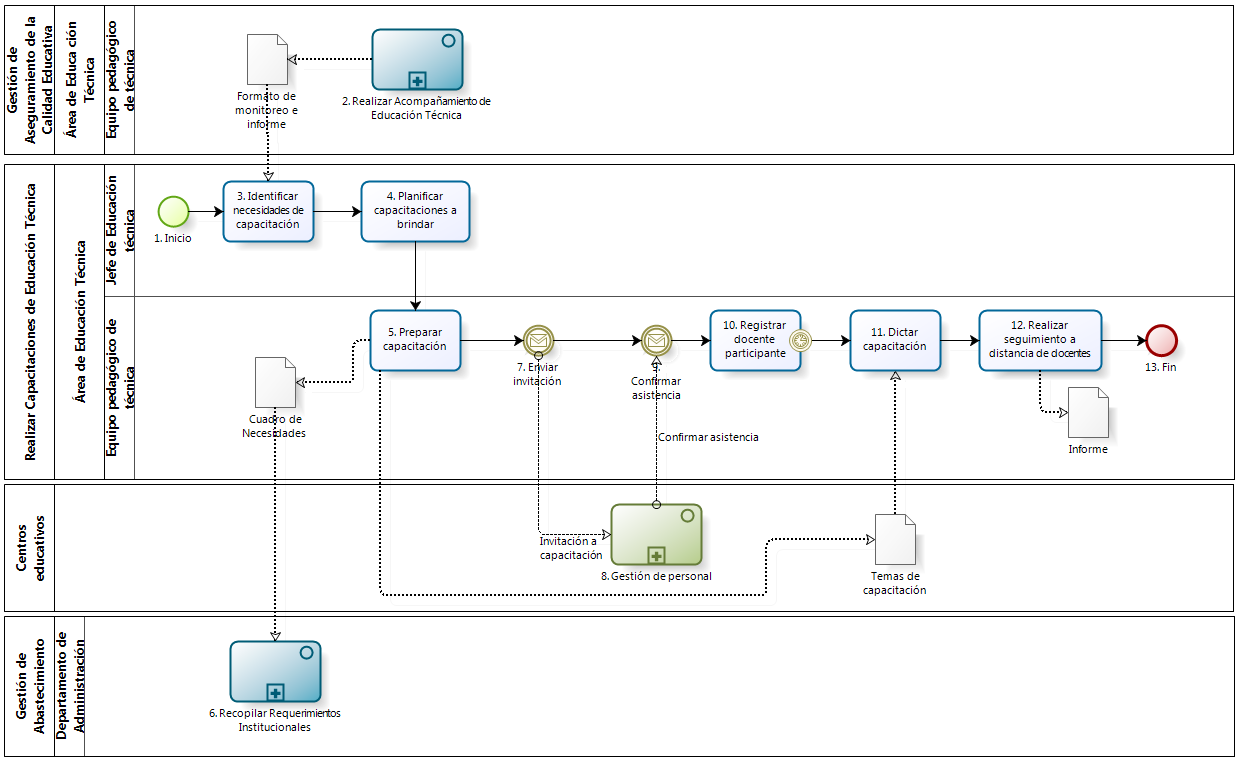 Gestión de
Aseguramiento de la
Calidad Educativa
Área de Educa ción
Técnica
Equipo pedagógico
de técnica
Formato de
monitoreo e
informe
2. Realizar Acompañamiento de
Educación Técnica
Realizar Capacitaciones de Educación Técnica
Área de Educación Técnica
Jefe de Educación
técnica
1. Inicio
3. Identificar
necesidades de
capacitación
4. Planificar
capacitaciones a
brindar
Equipo pedagógico de
técnica
5. Preparar
capacitación
7. Enviar
invitación
9.
Confirmar
asistencia
10. Registrar
docente
participante
11. Dictar
capacitación
12. Realizar
seguimiento a
distancia de docentes
13. Fin
Cuadro de
Necesidades
Confirmar asistencia
Informe
Centros
educativos
Invitación a
capacitación
8. Gestión de personal
Temas de
capacitación
Gestión de
Abastecimiento
Departamento de
Administración
6. Recopilar Requerimientos
Institucionales